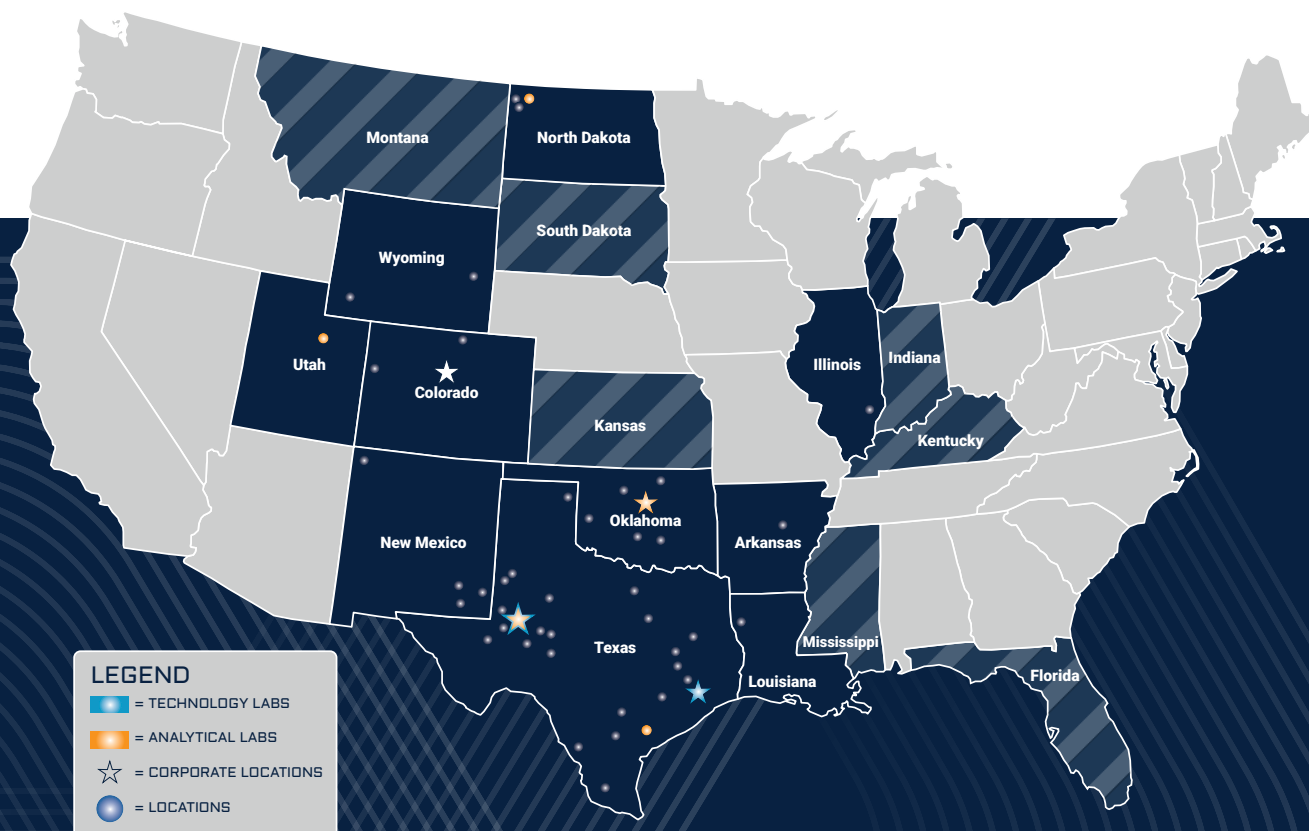 Montana
North Dakota
South Dakota
Wyoming
Utah
Colorado
Illinois
Indiana
Kansas
Kentucky
Oklahoma
New Mexico
Arkansas
Texas
Mississippi
Louisiana
Florida
LEGEND
= TECHNOLOGY LABS
= ANALYTICAL LABS
= CORPORATE LOCATIONS
= LOCATIONS